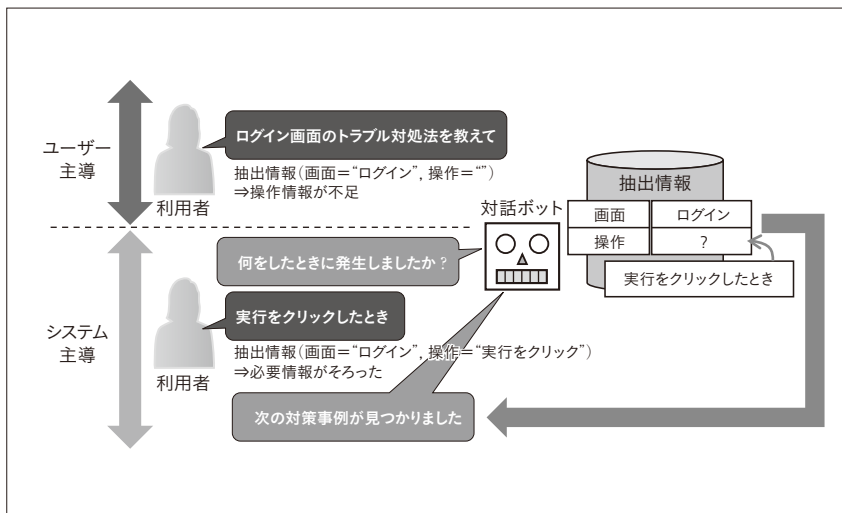 ユーザー
主導
利用者
ログイン画面のトラブル対処法を教えて
抽出情報(画面=“ログイン”, 操作=“”)
⇒操作情報が不足
対話ボット
抽出情報
画面
ログイン
操作
?
実行をクリックしたとき
何をしたときに発生しましたか?
システム
主導
利用者
実行をクリックしたとき
抽出情報(画面=“ログイン”, 操作=“実行をクリック”)
⇒必要情報がそろった
次の対策事例が見つかりました